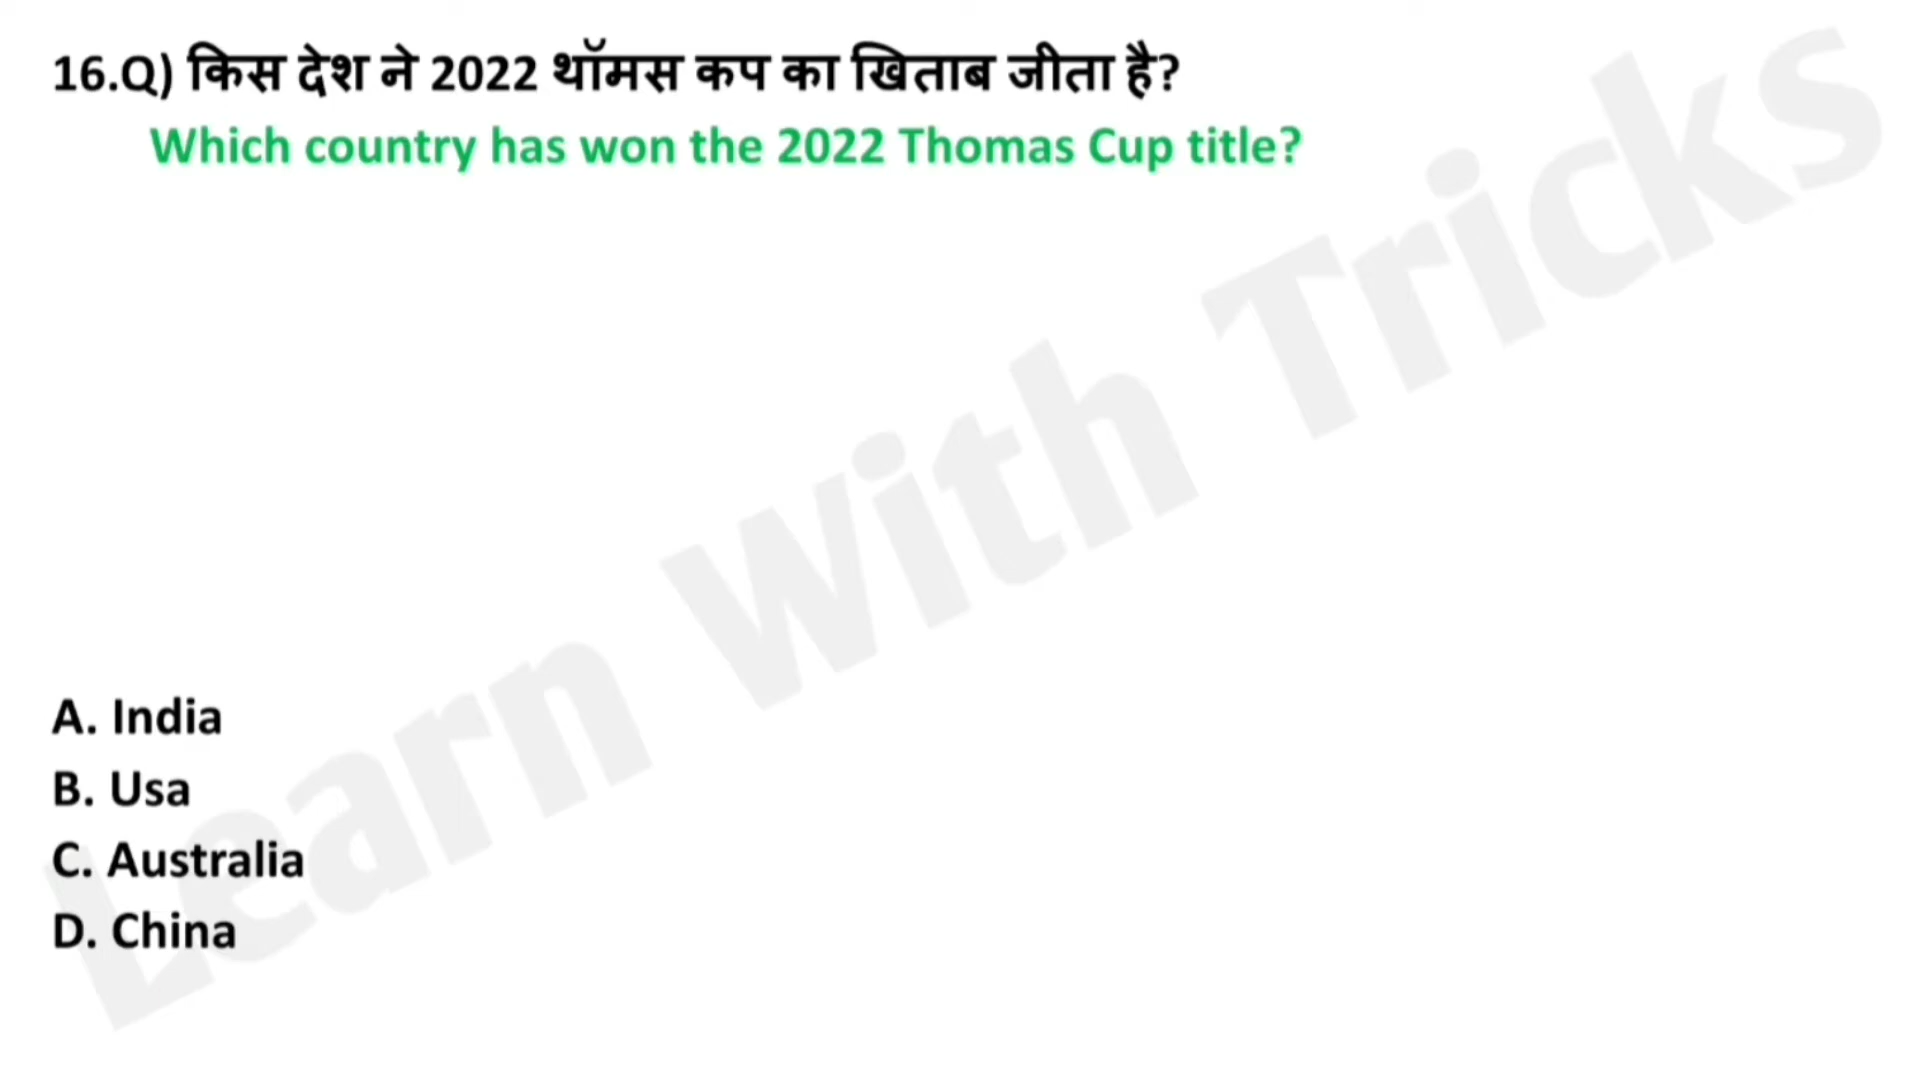 16.Q) किस देश ने 2022 थॉमस कप का खिताब जीता है?
Which country has won the 2022 Thomas Cup title?
Learn With Tricks
A. India
B. Usa
C. Australia
D. China